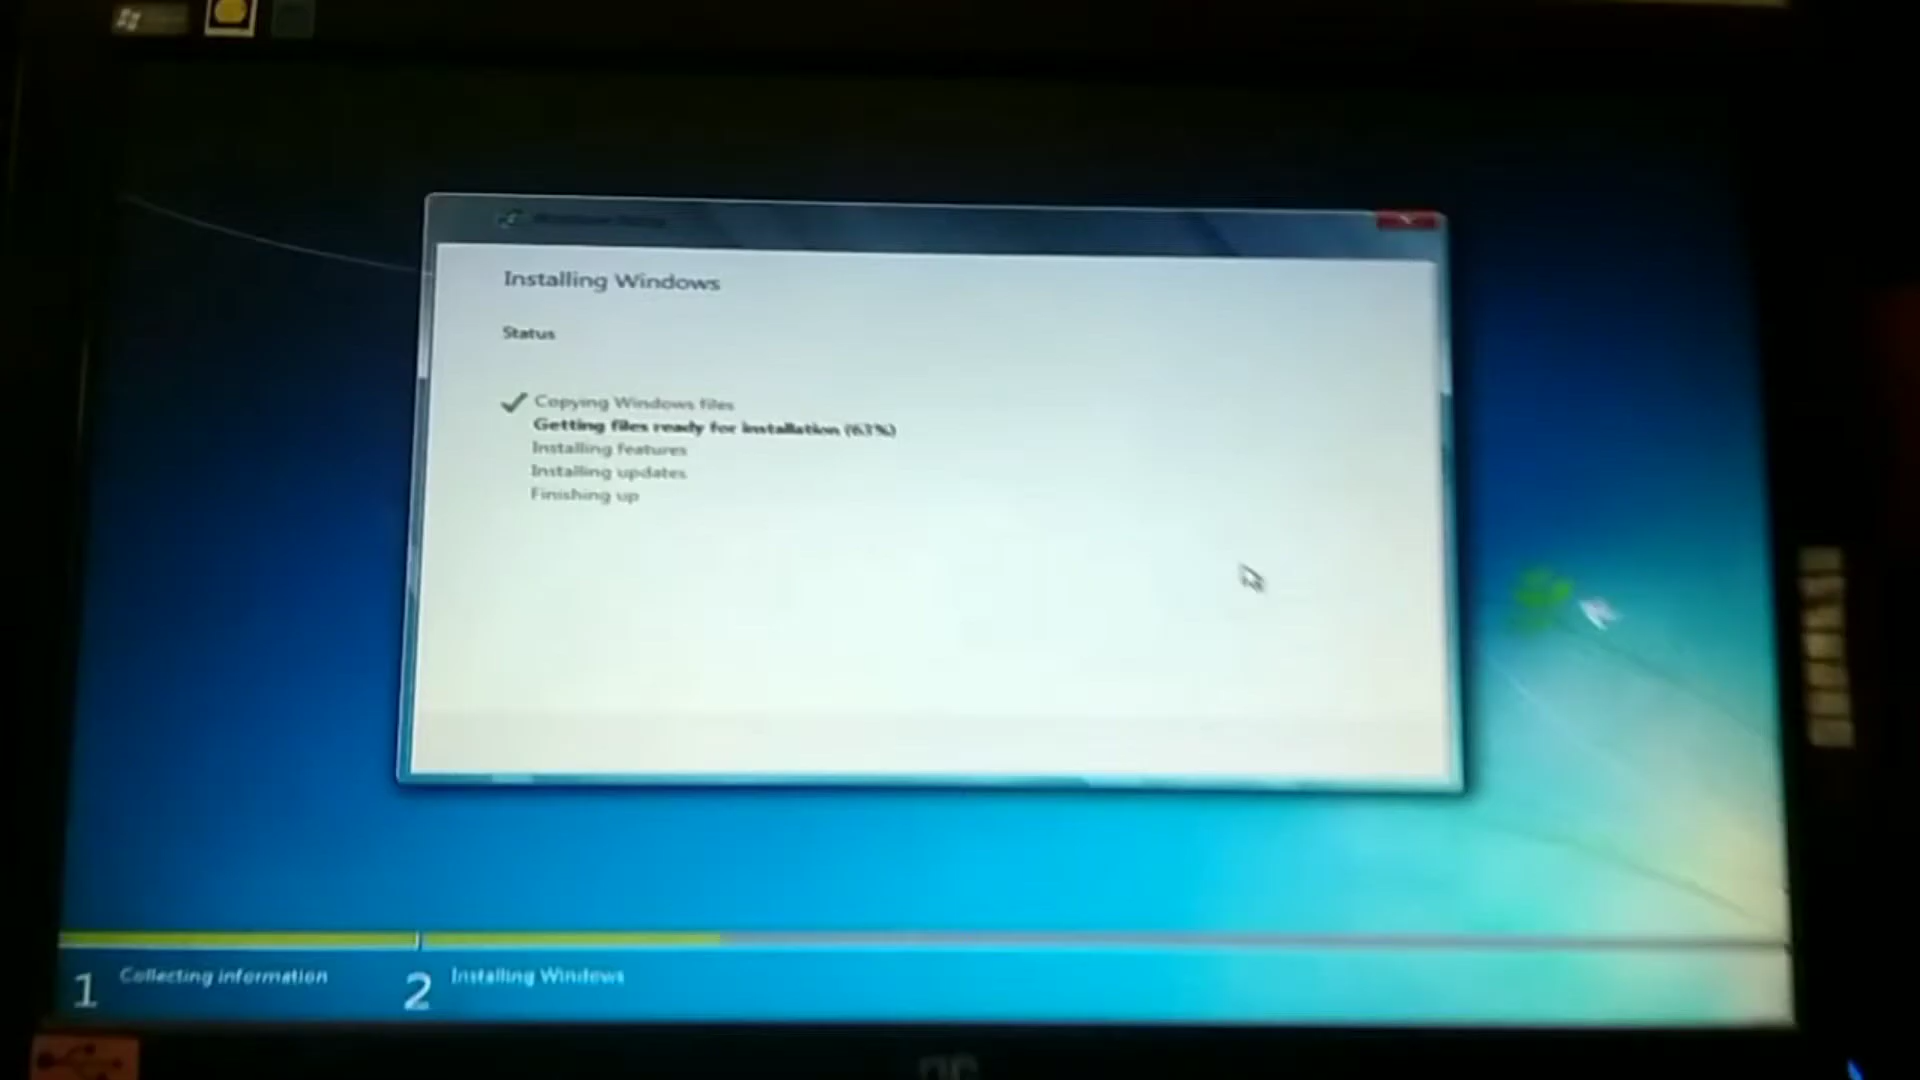 Installing Windows
Status
Copying Windows files
Getting files ready for installation (63%)
Installing features
Installing updates
Finishing up
1 Collecting information
2 Installing Windows